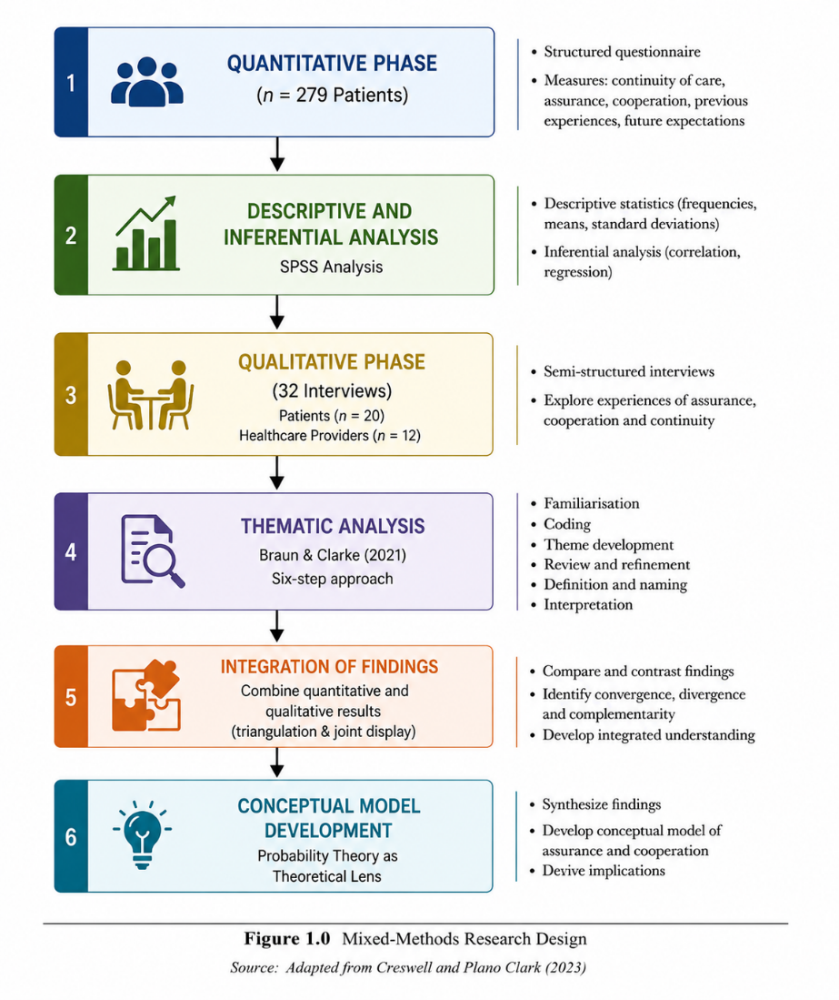 1
QUANTITATIVE PHASE
(n = 279 Patients)
• Structured questionnaire
• Measures: continuity of care,
assurance, cooperation, previous
experiences, future expectations
2
DESCRIPTIVE AND
INFERENTIAL ANALYSIS
SPSS Analysis
• Descriptive statistics (frequencies,
means, standard deviations)
• Inferential analysis (correlation,
regression)
3
QUALITATIVE PHASE
(32 Interviews)
Patients (n = 20)
Healthcare Providers (n = 12)
• Semi-structured interviews
• Explore experiences of assurance,
cooperation and continuity
4
THEMATIC ANALYSIS
Braun & Clarke (2021)
Six-step approach
• Familiarisation
• Coding
• Theme development
• Review and refinement
• Definition and naming
• Interpretation
5
INTEGRATION OF FINDINGS
Combine quantitative and
qualitative results
(triangulation & joint display)
• Compare and contrast findings
• Identify convergence, divergence
and complementarity
• Develop integrated understanding
6
CONCEPTUAL MODEL
DEVELOPMENT
Probability Theory as
Theoretical Lens
• Synthesize findings
• Develop conceptual model of
assurance and cooperation
• Devive implications
Figure 1.0 Mixed-Methods Research Design
Source: Adapted from Creswell and Plano Clark (2023)